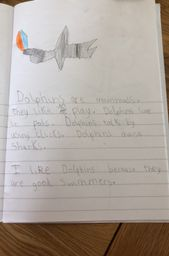 Dolphins are mammals.
They like to play. Dolphins live
in pods. Dolphins talk by
using clicks. Dolphins
shark.
I like Dolphins because they
are good swimmers.